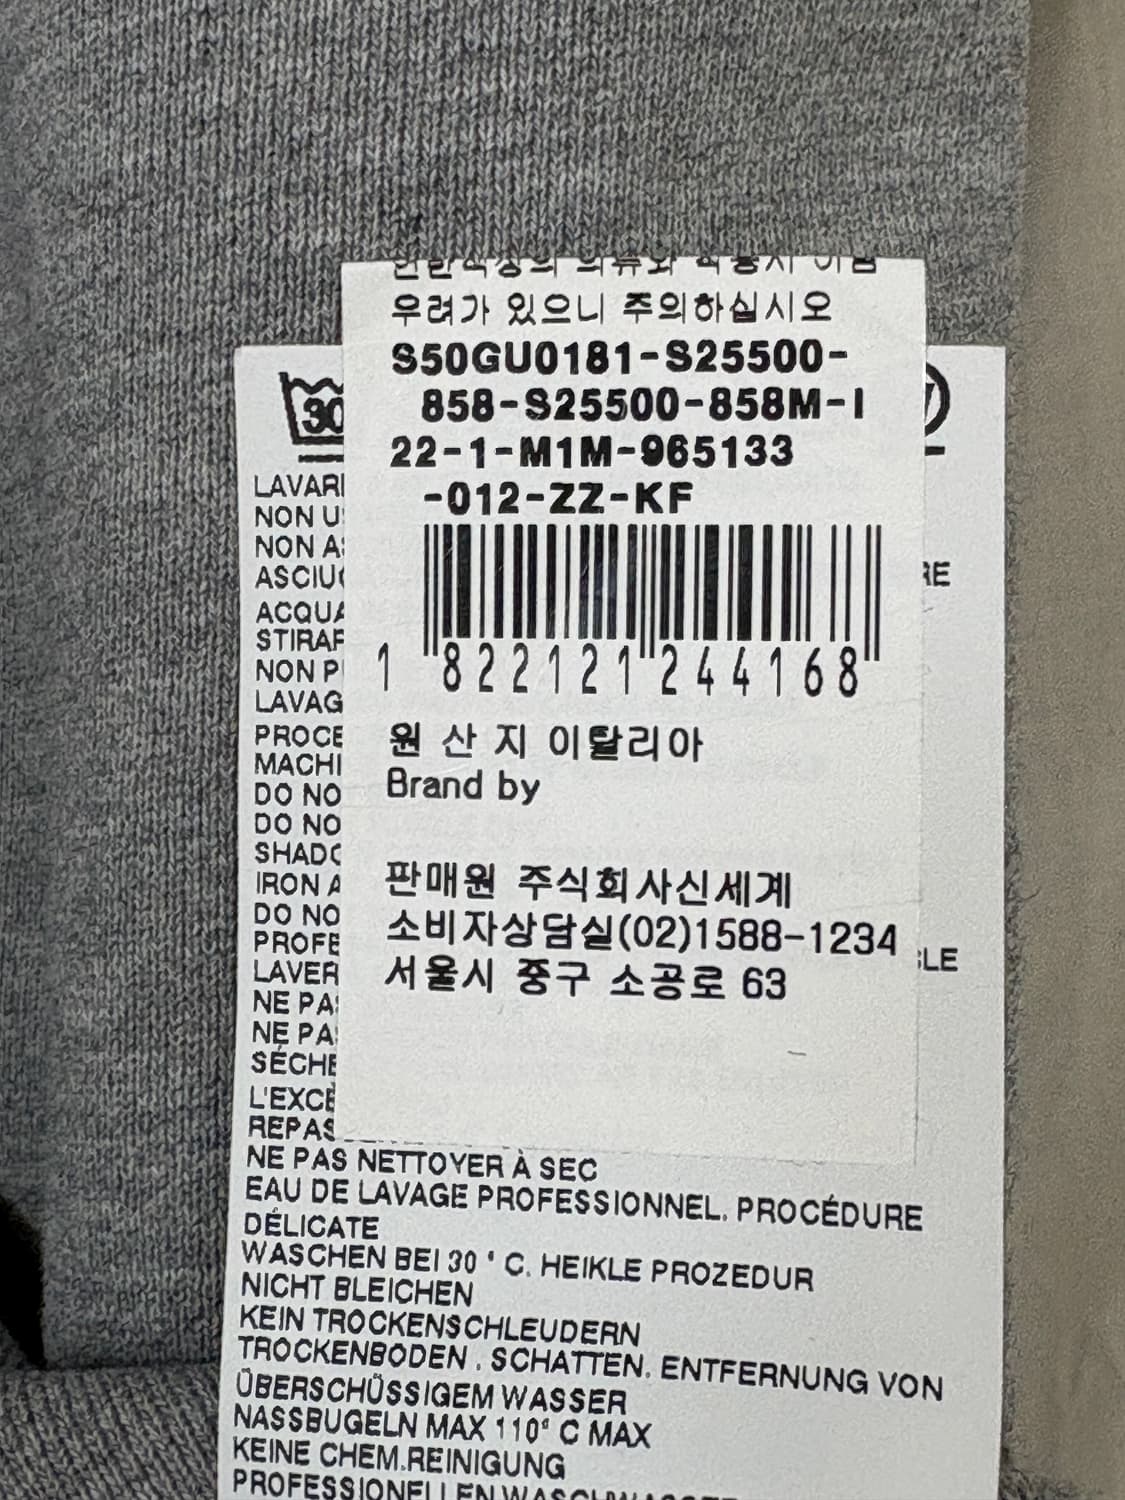 우려가 있으니 주의하십시오
S50GU0181-S25500-
858-S25500-858M-I
22-1-M1M-965133
-012-ZZ-KF
1 822121 244168
원 산 지 이탈리아
Brand by
판매원 주식회사신세계
소비자상담실(02)1588-1234
서울시 중구 소공로 63
30
LAVARE
NON U
NON A
ASCIU
ACQUA
STIRAR
NON P
LAVAG
PROCE
MACHI
DO NO
DO NO
SHADO
IRON A
DO NO
PROFE
LAVER
NE PAS
NE PAS
SÉCHE
L'EXCÈ
REPAS
RE
LE
NE PAS NETTOYER À SEC
EAU DE LAVAGE PROFESSIONNEL. PROCÉDURE
DÉLICATE
WASCHEN BEI 30 ° C. HEIKLE PROZEDUR
NICHT BLEICHEN
KEIN TROCKENSCHLEUDERN
TROCKENBODEN . SCHATTEN. ENTFERNUNG VON
ÜBERSCHÜSSIGEM WASSER
NASSBUGELN MAX 110° C MAX
KEINE CHEM.REINIGUNG
PROFESSIONELLEN WASCHWASSER